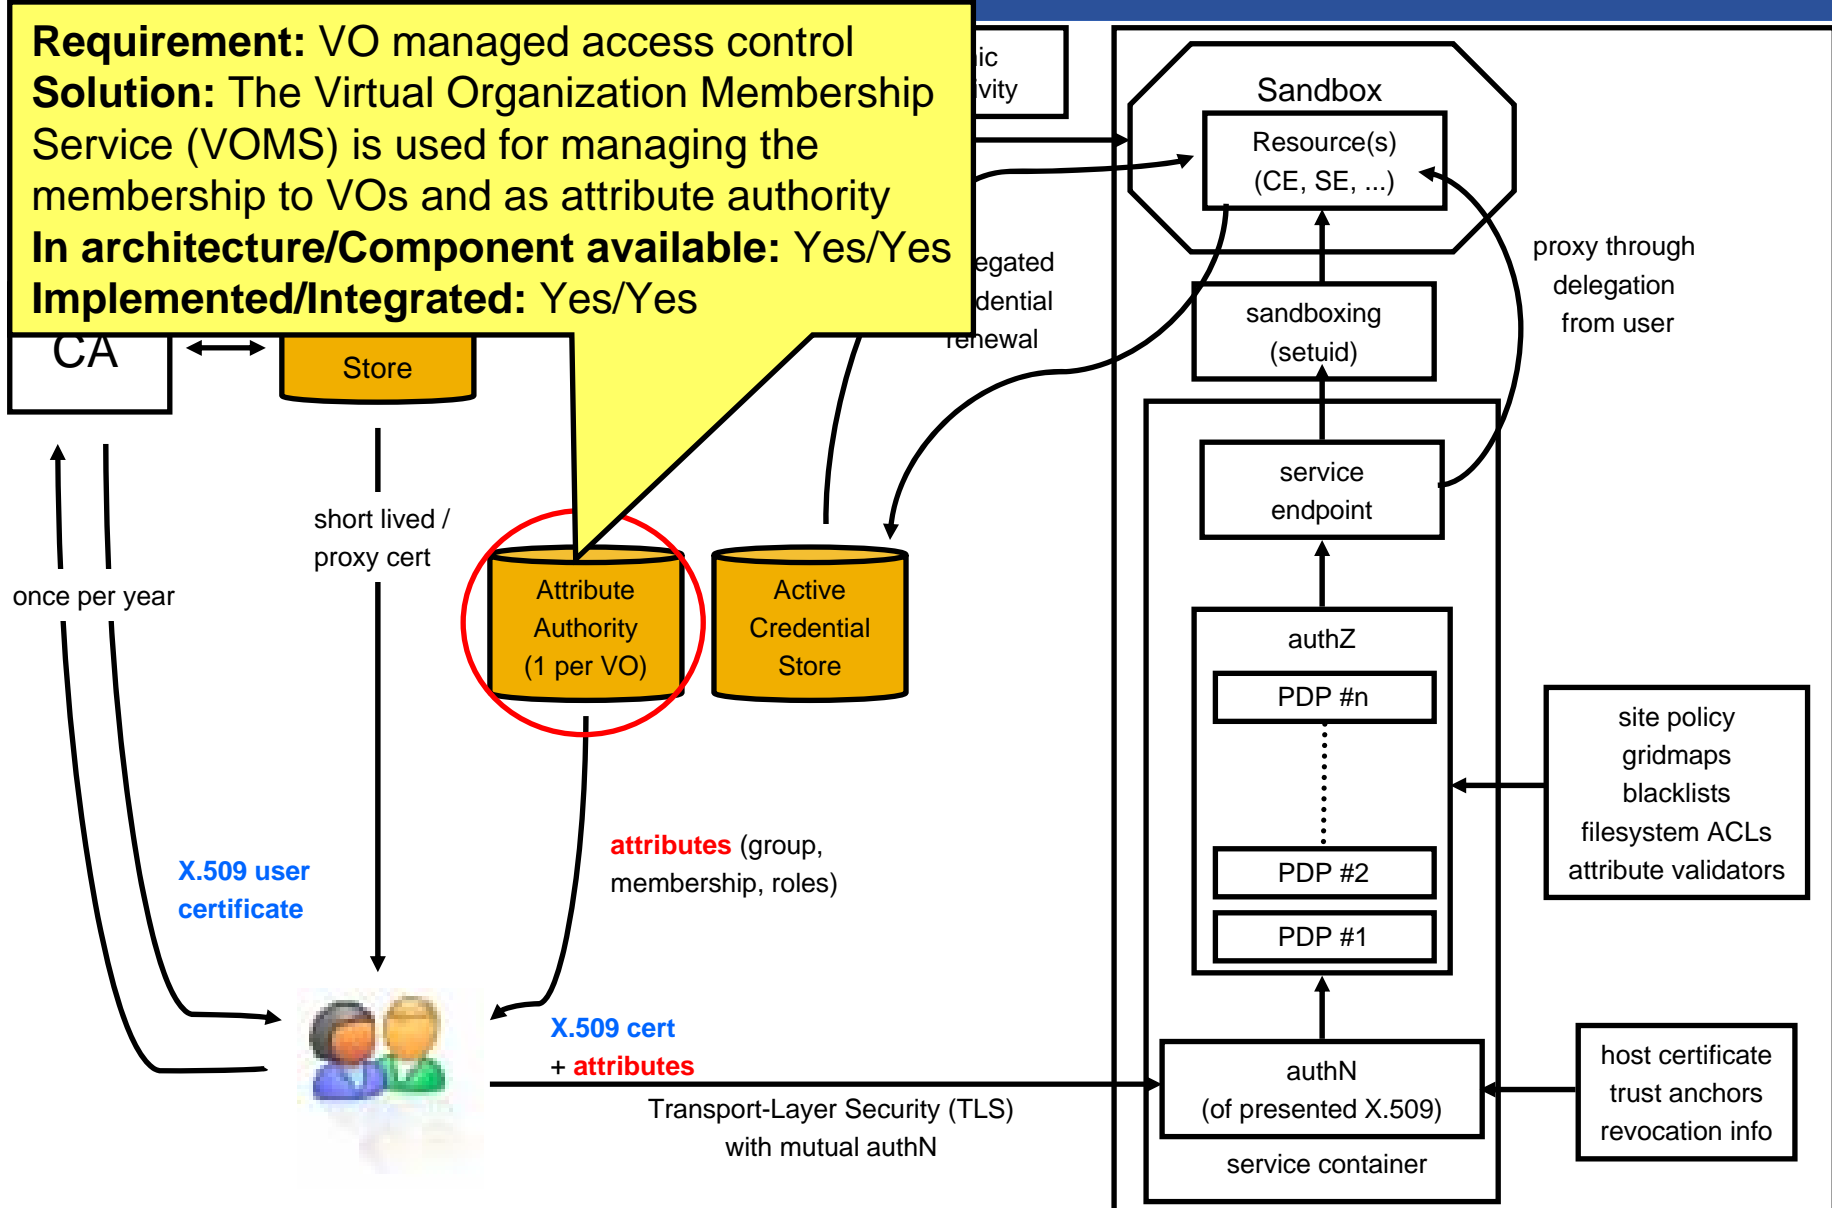 Requirement: VO managed access control
Solution: The Virtual Organization Membership
Service (VOMS) is used for managing the
membership to VOs and as attribute authority
In architecture/Component available: Yes/Yes
Implemented/Integrated: Yes/Yes
CA
Store
renewal
Sandbox
Resource(s)
(CE, SE, ...)
proxy through
delegation
from user
sandboxing
(setuid)
service
endpoint
short lived /
proxy cert
once per year
Attribute
Authority
(1 per VO)
Active
Credential
Store
authZ
PDP #n
PDP #2
PDP #1
site policy
gridmaps
blacklists
filesystem ACLs
attribute validators
attributes (group,
membership, roles)
X.509 user
certificate
X.509 cert
+ attributes
Transport-Layer Security (TLS)
with mutual authN
authN
(of presented X.509)
service container
host certificate
trust anchors
revocation info